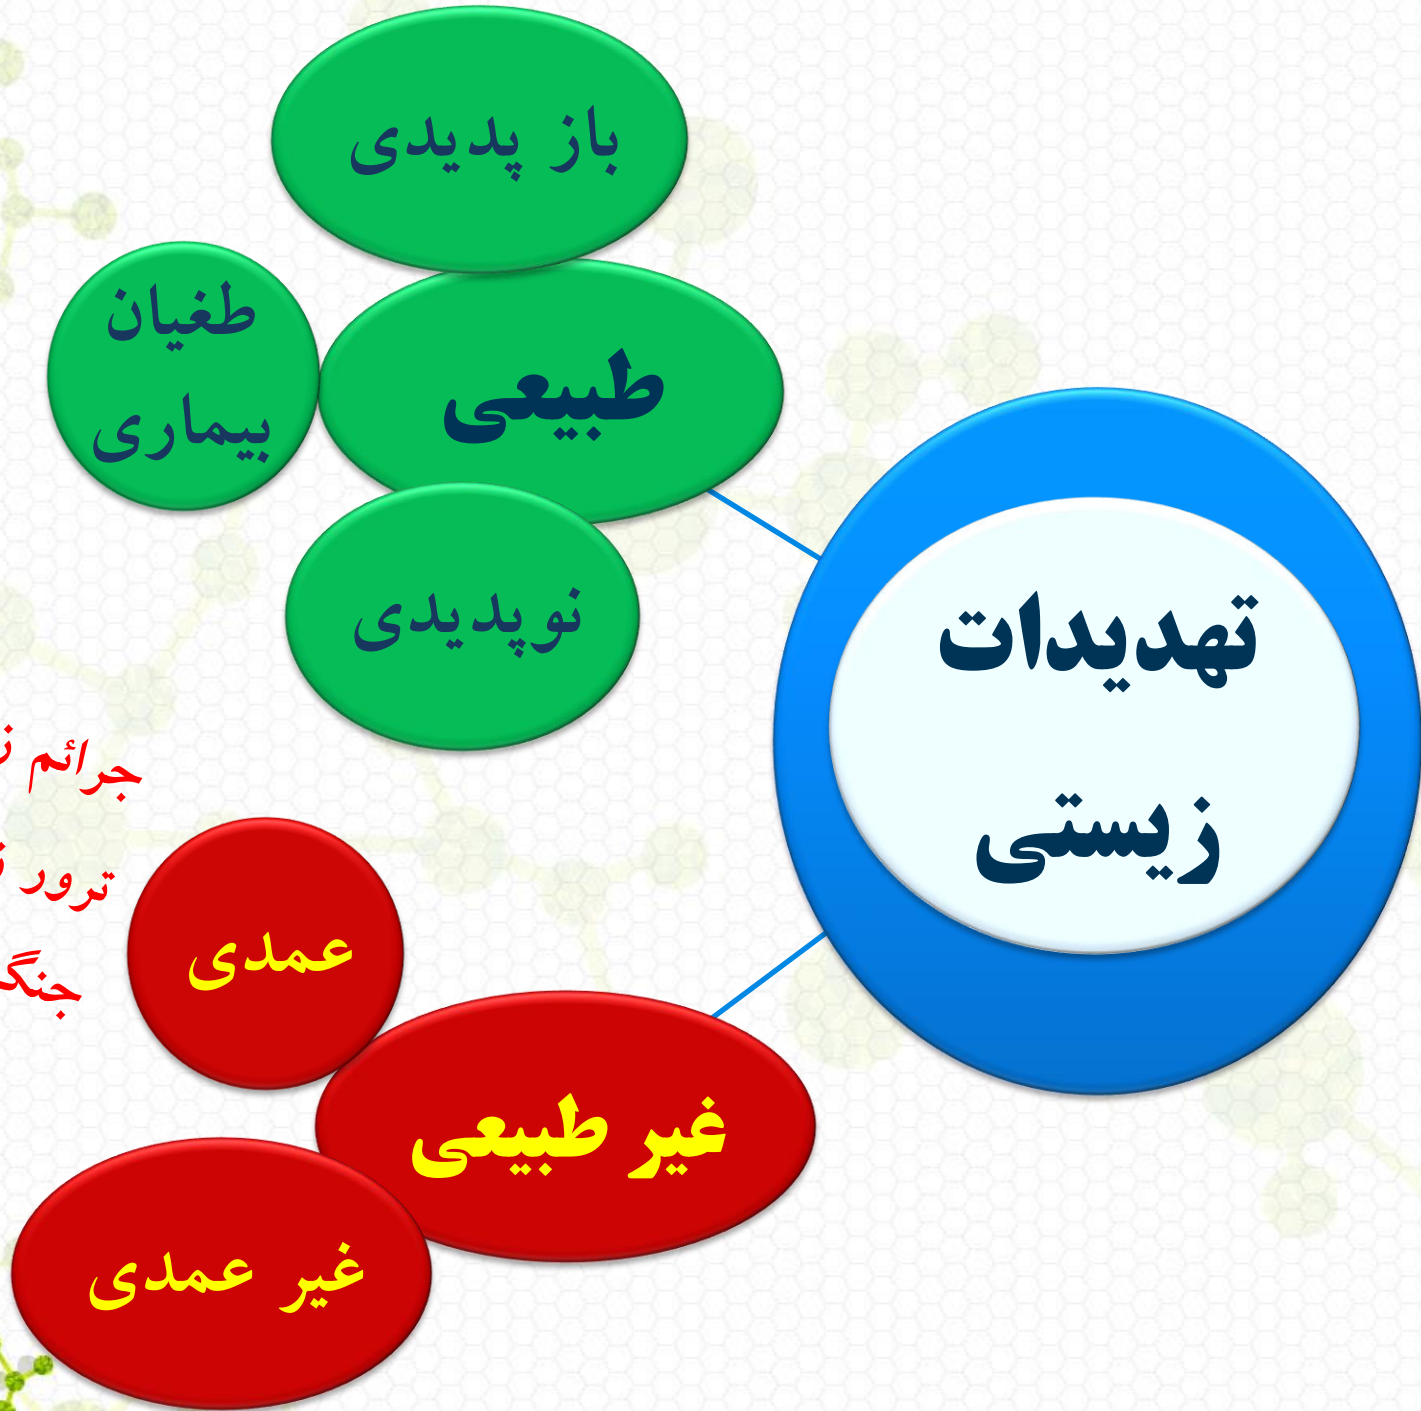 باز پدیدی
طغیان
بیماری
طبیعی
نوپدیدی
تهدیدات
زیستی
جرائم
ترور
عمدی
غیر طبیعی
غیر عمدی